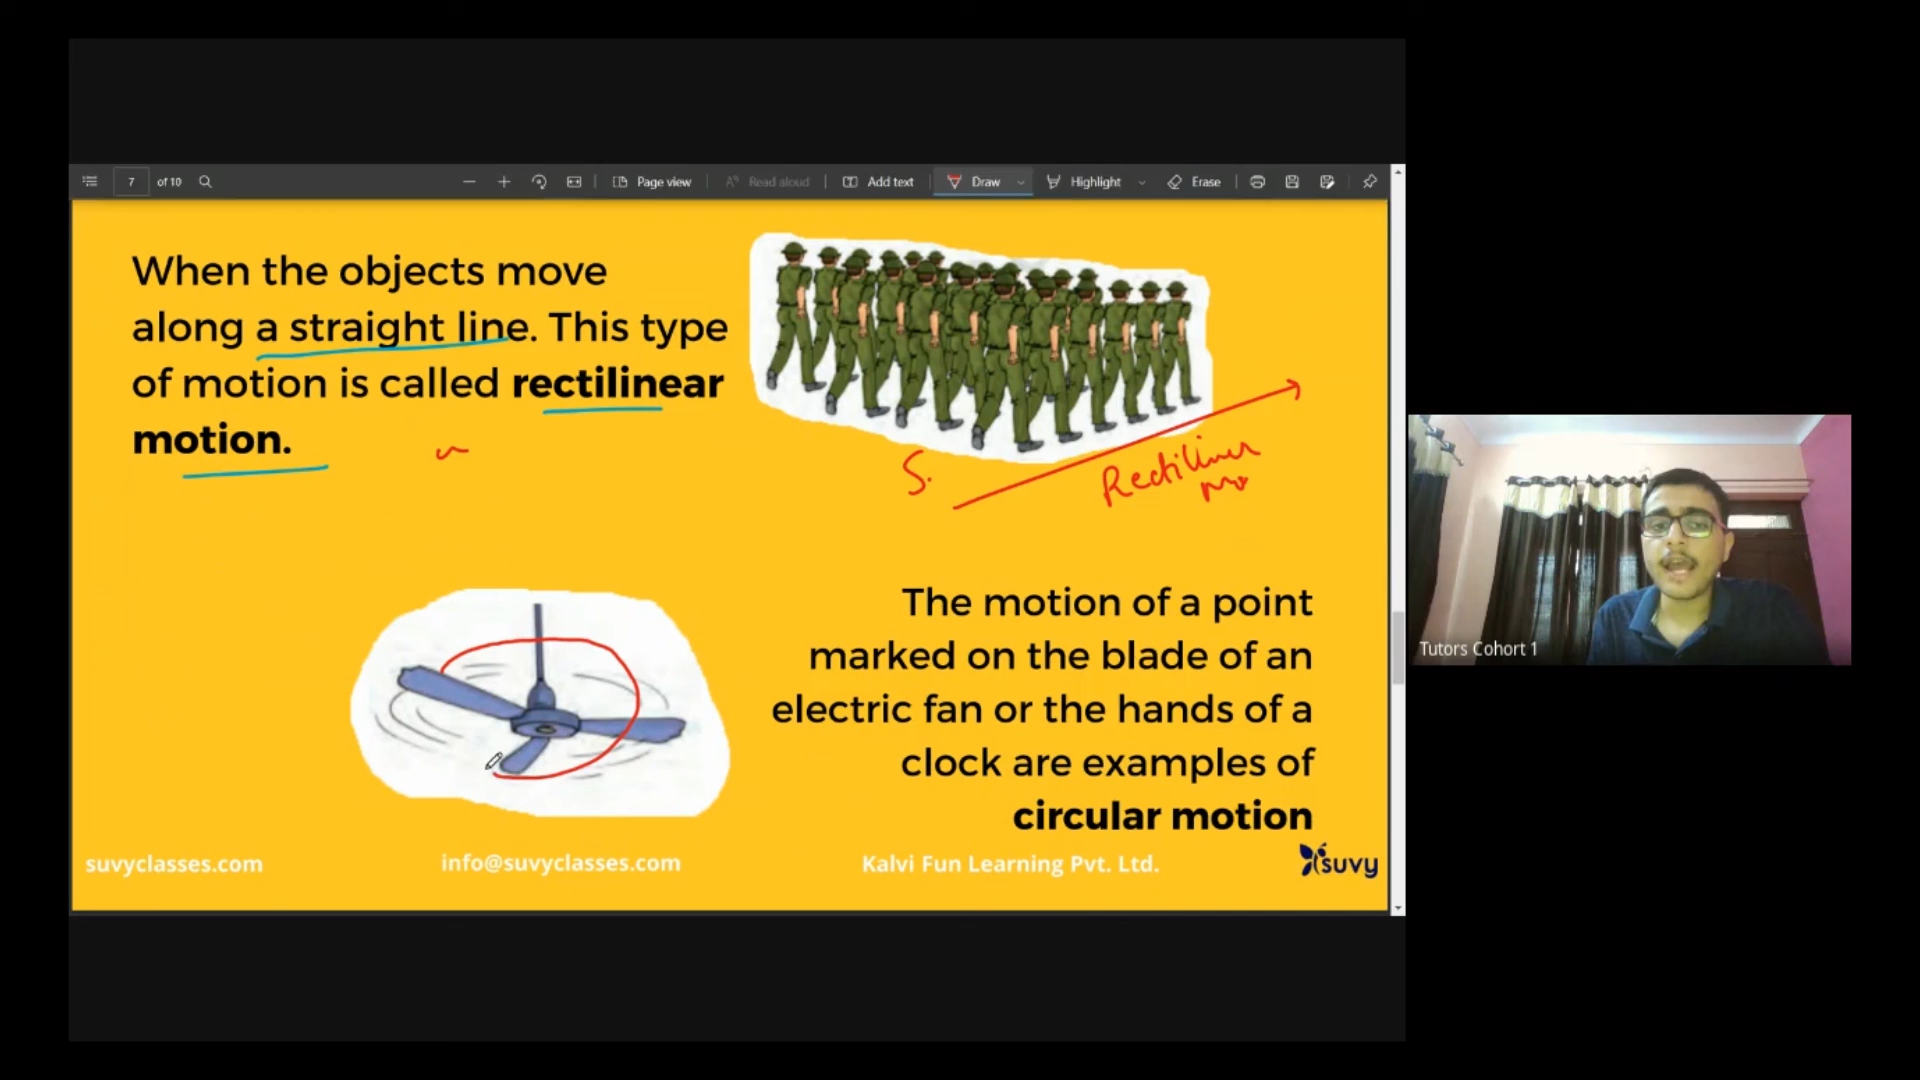 7
of 10
Page view
Read aloud
Add text
Draw
Highlight
Erase
When the objects move
along a straight line. This type
of motion is called rectilinear
motion.
S.
Rectilinear
The motion of a point
marked on the blade of an
electric fan or the hands of a
clock are examples of
circular motion
suvyclasses.com
info@suvyclasses.com
Kalvi Fun Learning Pvt. Ltd.
suvy
Tutors Cohort 1